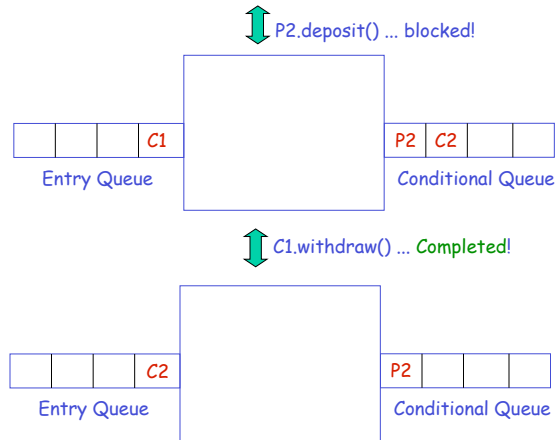 P2.deposit() ... blocked!
C1 P2 C2
Entry Queue Conditional Queue
C1.withdraw() ... Completed!
C2 P2
Entry Queue Conditional Queue